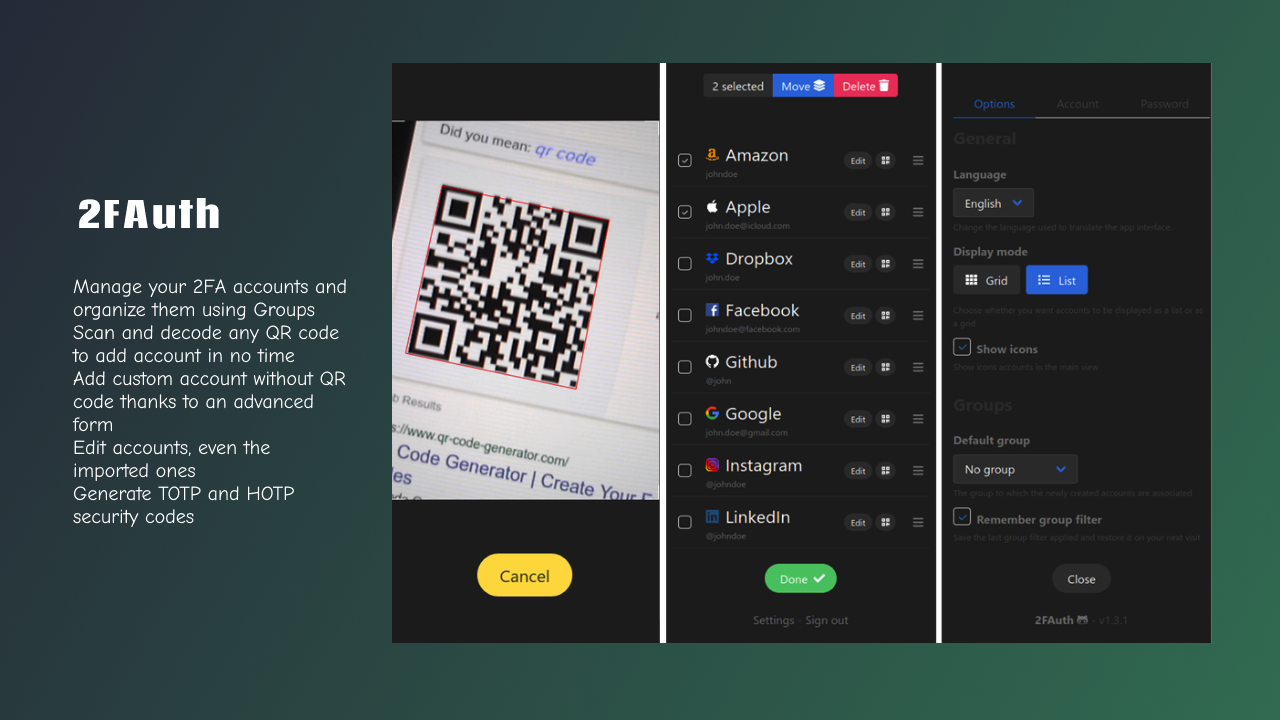 2FAuth
Manage your 2FA accounts and
organize them using Groups
Scan and decode any QR code
to add account in no time
Add custom account without QR
code thanks to an advanced
form
Edit accounts, even the
imported ones
Generate TOTP and HOTP
security codes
Did you mean: qr code
b Results
s://www.qr-code-generator.com/
Code Generator | Create Your F
les
Cancel
2 selected
Move
Delete
Amazon
johndoe
Edit
Apple
john.doe@icloud.com
Edit
Dropbox
john.doe
Edit
Facebook
johndoe@facebook.com
Edit
Github
@john
Edit
Google
john.doe@gmail.com
Edit
Instagram
@johndoe
Edit
LinkedIn
@johndoe
Edit
Done
Settings - Sign out
Options Account Password
General
Language
English
Change the language used to translate the app interface.
Display mode
Grid List
Choose whether you want accounts to be displayed as a list or as
a grid
Show icons
Show icons accounts in the main view
Groups
Default group
No group
The group to which the newly created accounts are associated
Remember group filter
Save the last group filter applied and restore it on your next visit
Close
2FAuth - v1.3.1